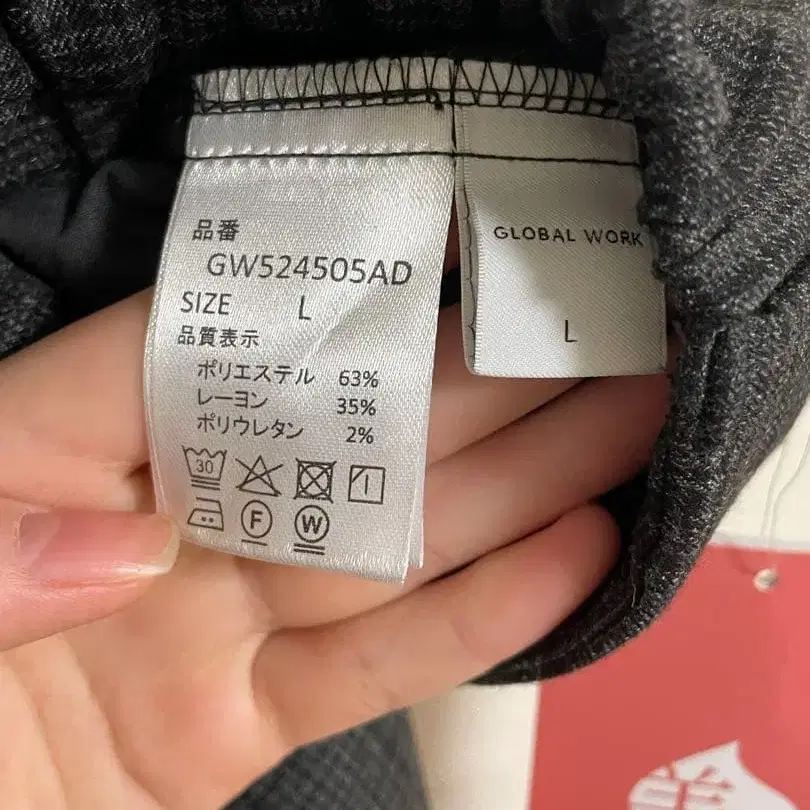 品番
GW524505AD
SIZE L
品質表示
ポリエステル 63%
レーヨン 35%
ポリウレタン 2%
30
F W
GLOBAL WORK
L
羊